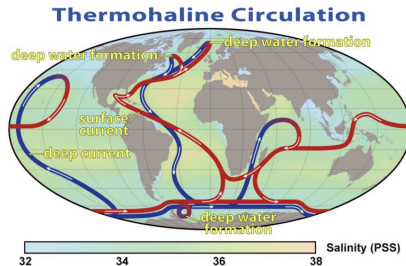 Thermohaline Circulation
deep water formation
deep water
formation
surface
current
deep current
deep water
formation
Salinity (PSS)
32 34 36 38